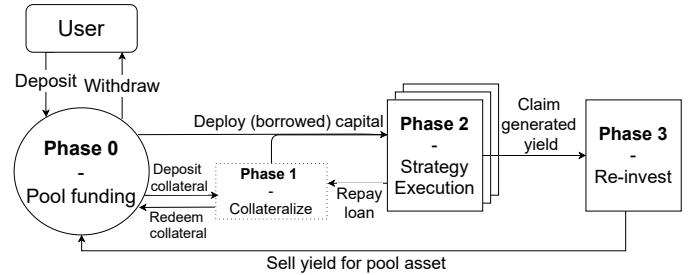 User
Deposit
Withdraw
Phase 0
-
Pool funding
Deploy (borrowed) capital
Deposit
collateral
Redeem
collateral
Phase 1
-
Collateralize
Repay
loan
Phase 2
-
Strategy
Execution
Claim
generated
yield
Phase 3
-
Re-invest
Sell yield for pool asset